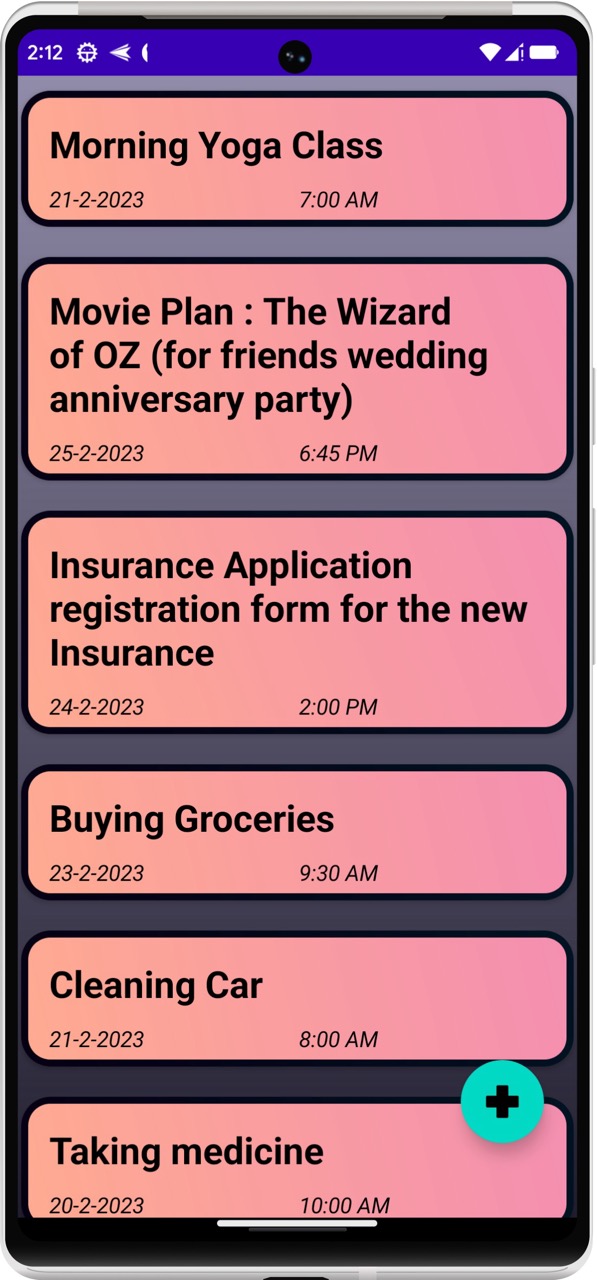 2:12
Morning Yoga Class
21-2-2023 7:00 AM
Movie Plan : The Wizard
of OZ (for friends wedding
anniversary party)
25-2-2023 6:45 PM
Insurance Application
registration form for the new
Insurance
24-2-2023 2:00 PM
Buying Groceries
23-2-2023 9:30 AM
Cleaning Car
21-2-2023 8:00 AM
Taking medicine
20-2-2023 10:00 AM